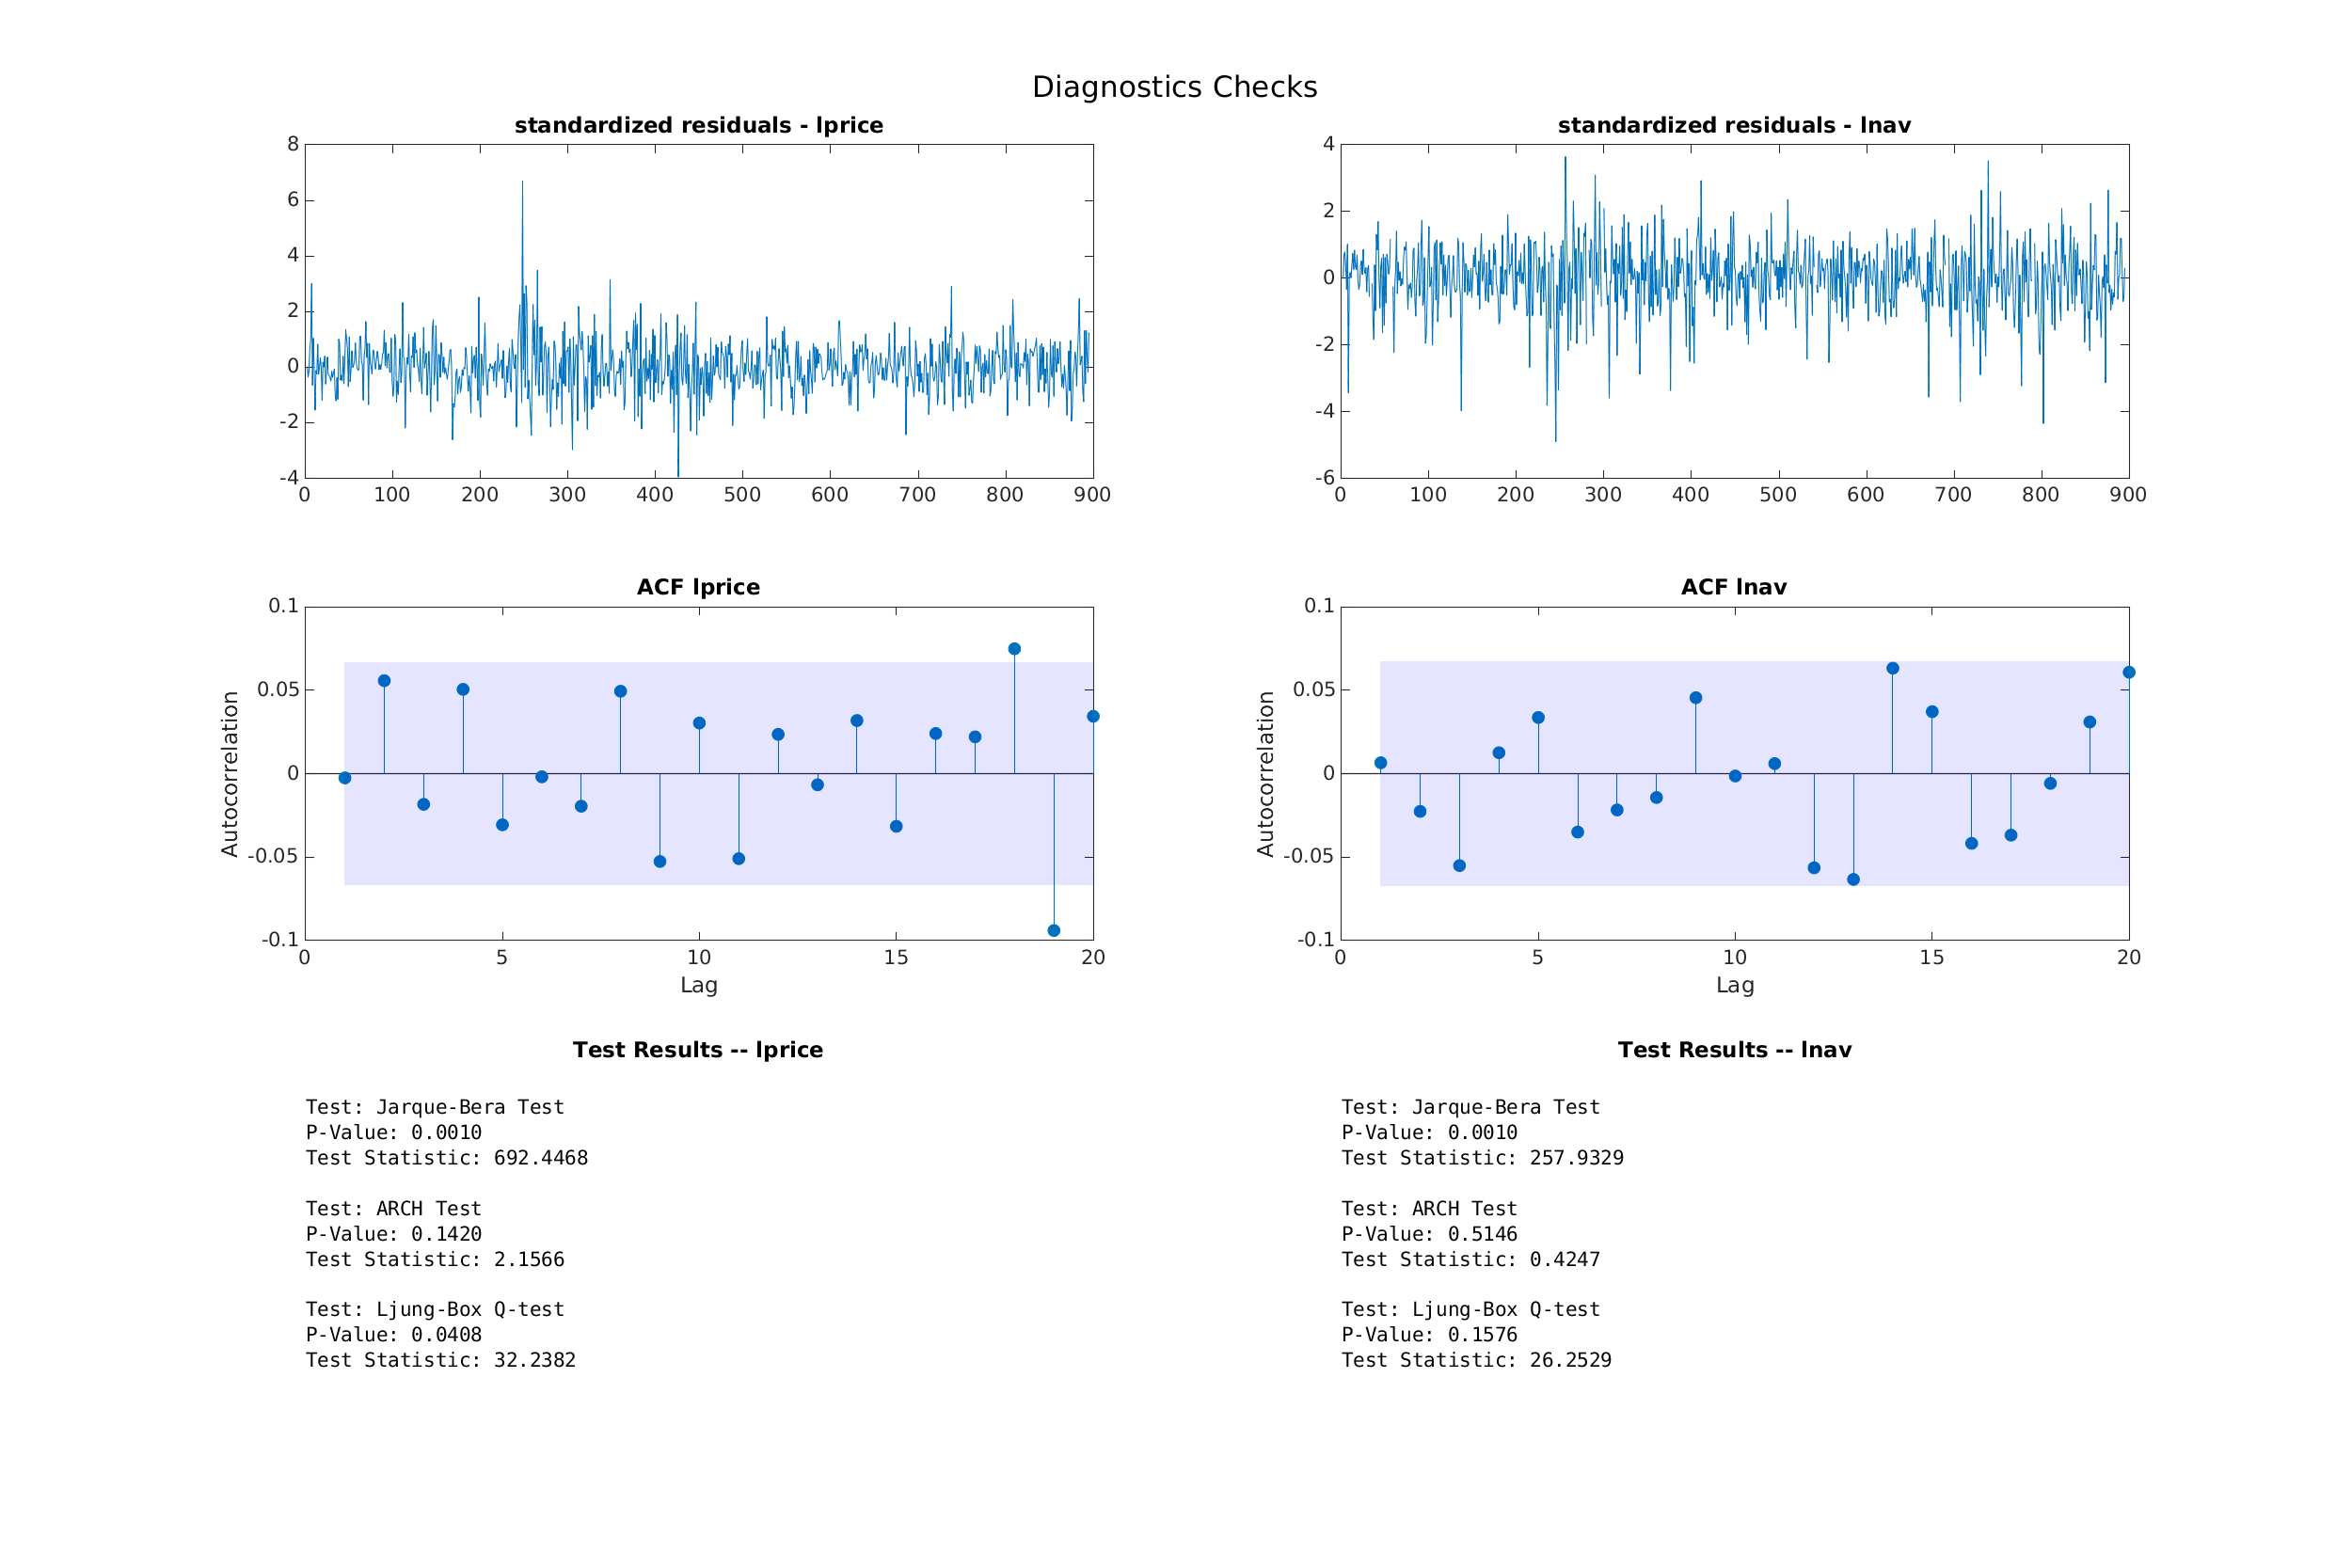 Diagnostics Checks
standardized residuals - lprice
8
6
4
2
0
-2
-4
0 100 200 300 400 500 600 700 800 900
standardized residuals - lnav
4
2
0
-2
-4
-6
0 100 200 300 400 500 600 700 800 900
ACF lprice
0.1
0.05
0
-0.05
-0.1
Autocorrelation
0 5 10 15 20
Lag
ACF lnav
0.1
0.05
0
-0.05
-0.1
Autocorrelation
0 5 10 15 20
Lag
Test Results -- lprice
Test: Jarque-Bera Test
P-Value: 0.0010
Test Statistic: 692.4468
Test: ARCH Test
P-Value: 0.1420
Test Statistic: 2.1566
Test: Ljung-Box Q-test
P-Value: 0.0408
Test Statistic: 32.2382
Test Results -- lnav
Test: Jarque-Bera Test
P-Value: 0.0010
Test Statistic: 257.9329
Test: ARCH Test
P-Value: 0.5146
Test Statistic: 0.4247
Test: Ljung-Box Q-test
P-Value: 0.1576
Test Statistic: 26.2529